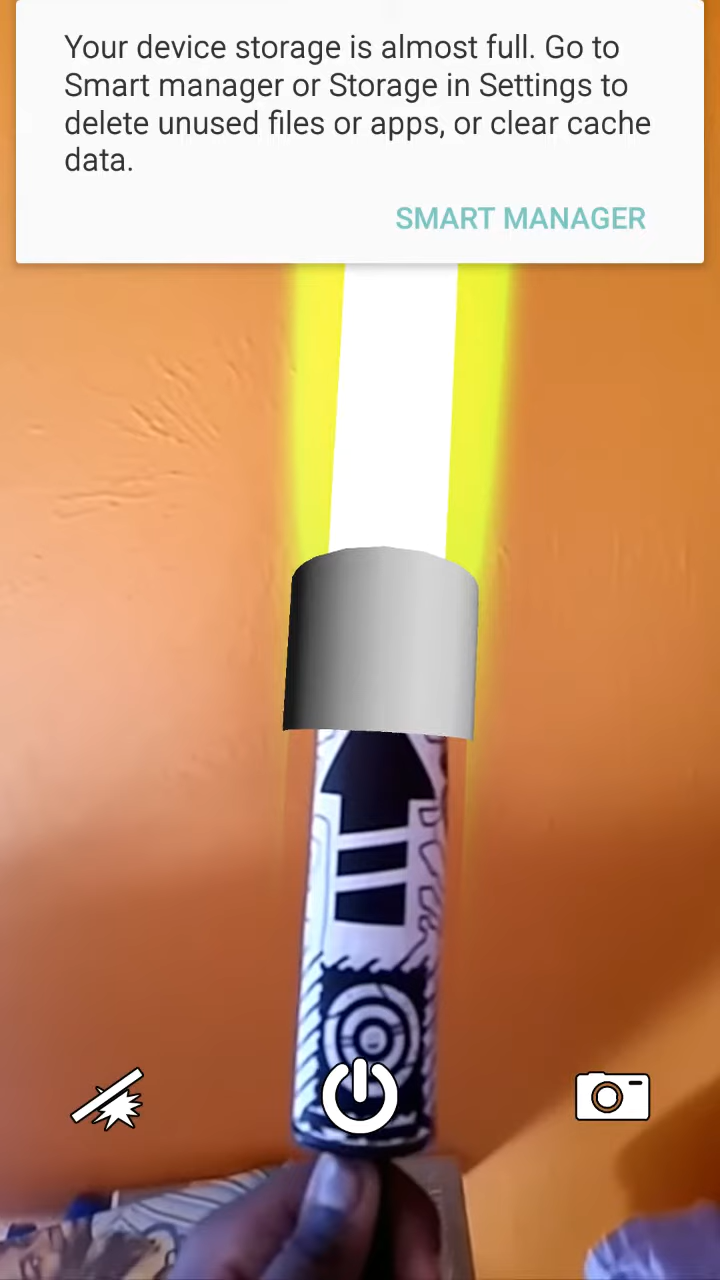 Your device storage is almost full. Go to
Smart manager or Storage in Settings to
delete unused files or apps, or clear cache
data.
SMART MANAGER